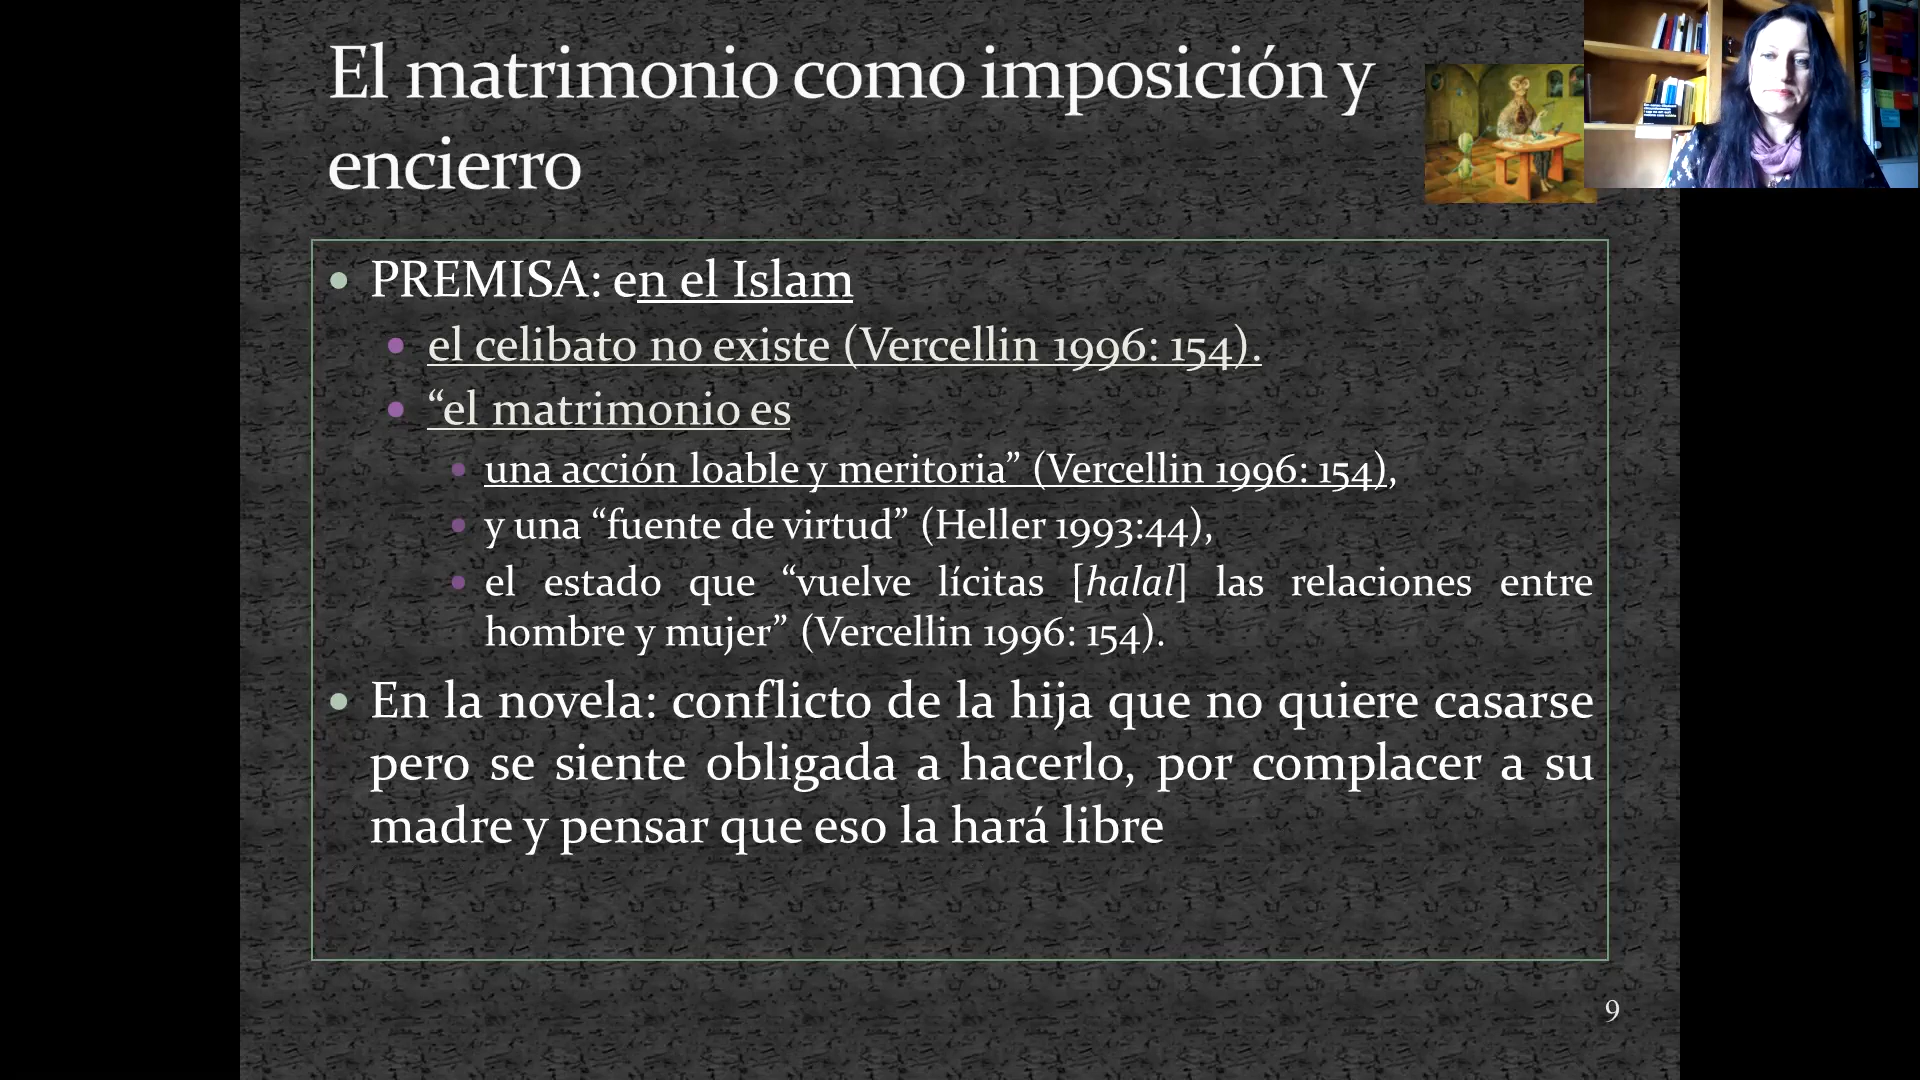 El matrimonio como imposición y
encierro
PREMISA: en el Islam
el celibato no existe (Vercellin 1996: 154).
“el matrimonio es
una acción loable y meritoria” (Vercellin 1996: 154),
y una “fuente de virtud” (Heller 1993:44),
el estado que “vuelve lícitas [halal] las relaciones entre
hombre y mujer” (Vercellin 1996: 154).
En la novela: conflicto de la hija que no quiere casarse
pero se siente obligada a hacerlo, por complacer a su
madre y pensar que eso la hará libre
9